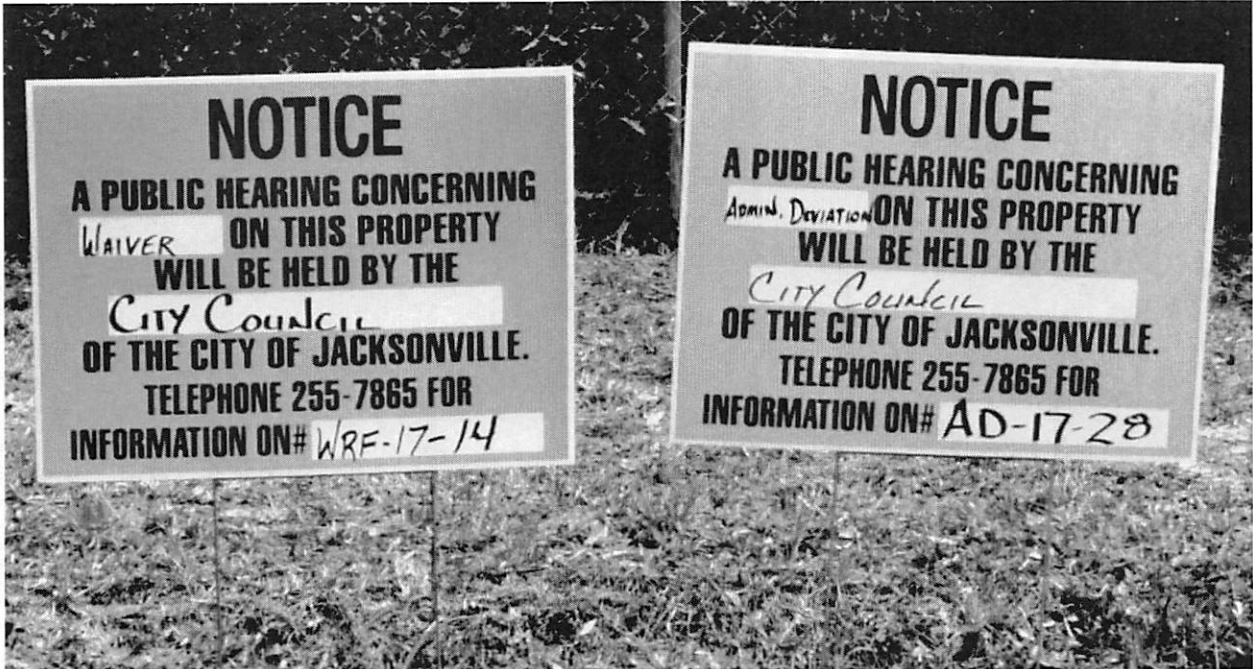 NOTICE
A PUBLIC HEARING CONCERNING
WAIVER ON THIS PROPERTY
WILL BE HELD BY THE
CITY COUNCIL
OF THE CITY OF JACKSONVILLE.
TELEPHONE 255-7865 FOR
INFORMATION ON# WRF-17-14
NOTICE
A PUBLIC HEARING CONCERNING
ADMIN. DEVIATION ON THIS PROPERTY
WILL BE HELD BY THE
CITY COUNCIL
OF THE CITY OF JACKSONVILLE.
TELEPHONE 255-7865 FOR
INFORMATION ON# AD-17-28